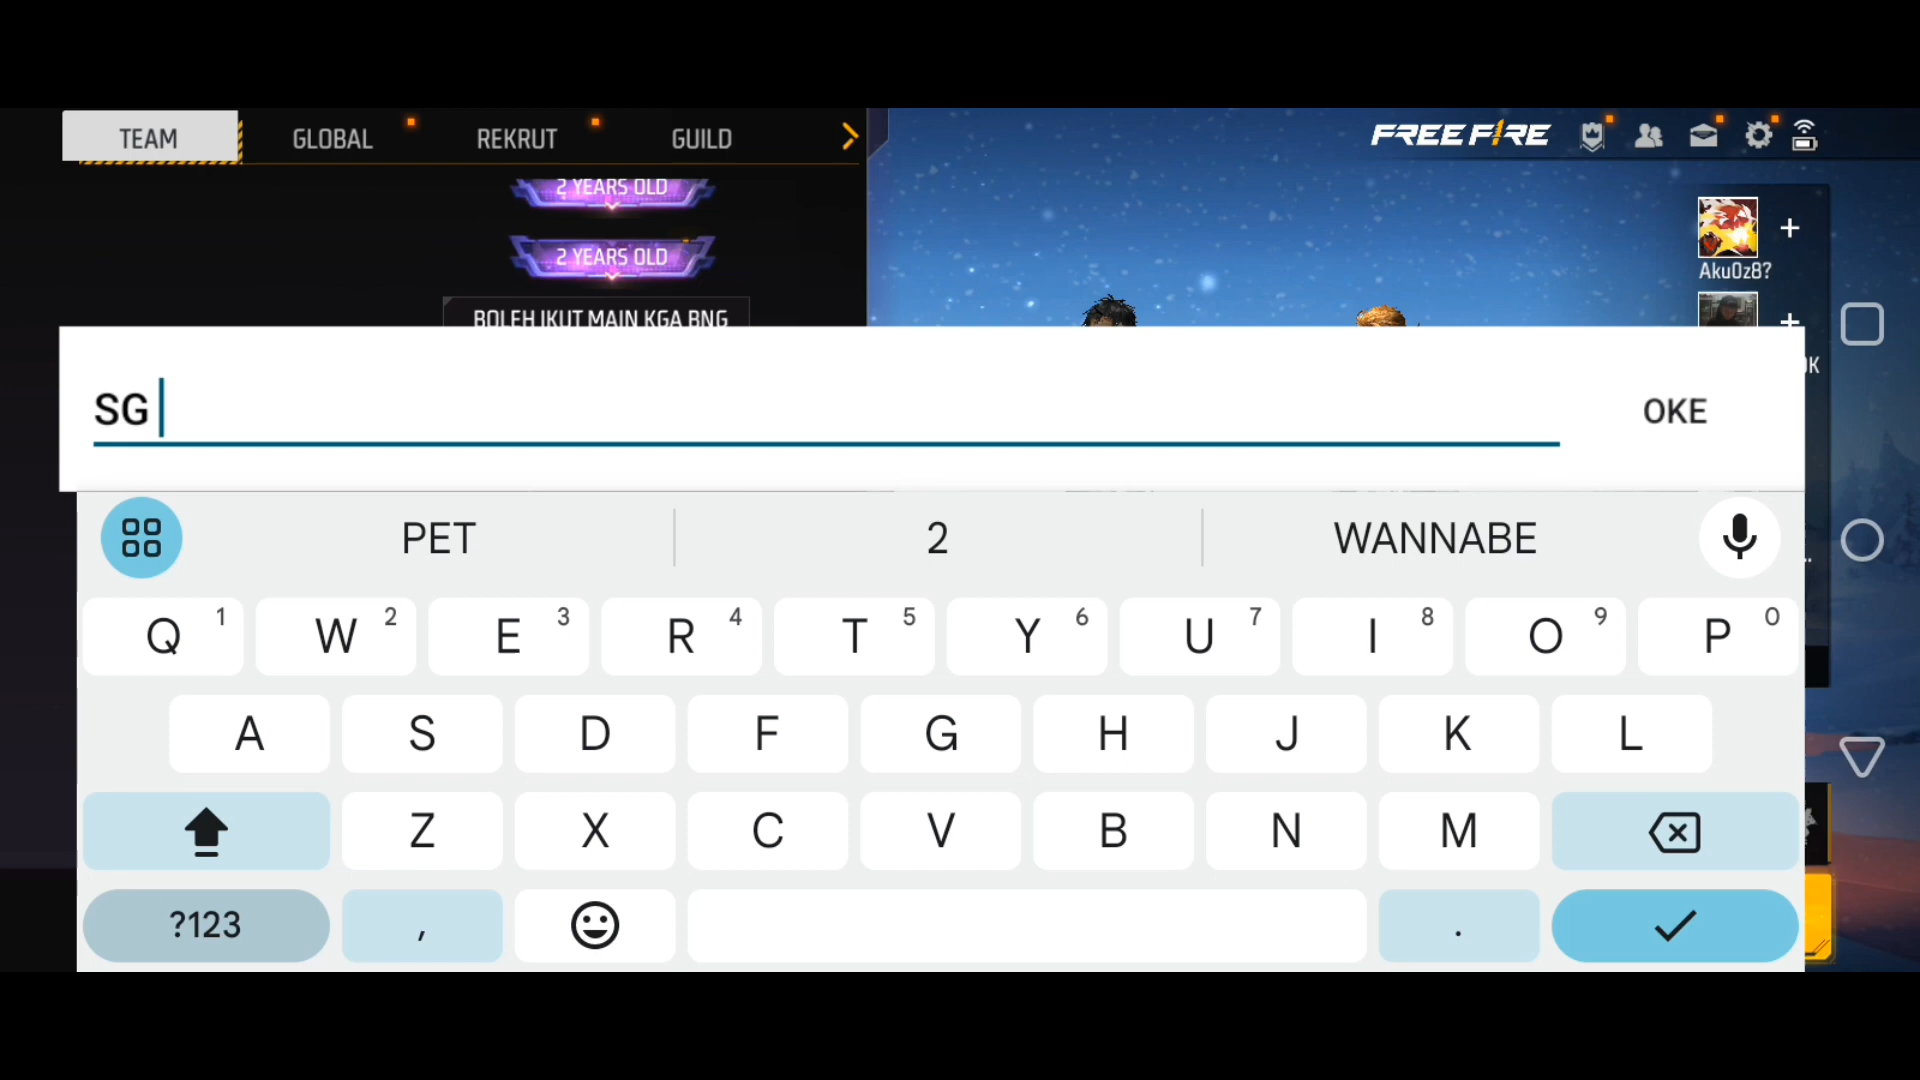 TEAM GLOBAL REKRUT GUILD
FREE FIRE
2 YEARS OLD
2 YEARS OLD
Aku0z8?
BOLEH IKUT MAIN KGA BNG
SG
OKE
PET 2 WANNABE
Q 1 W 2 E 3 R 4 T 5 Y 6 U 7 I 8 O 9 P 0
A S D F G H J K L
Z X C V B N M
?123 , .